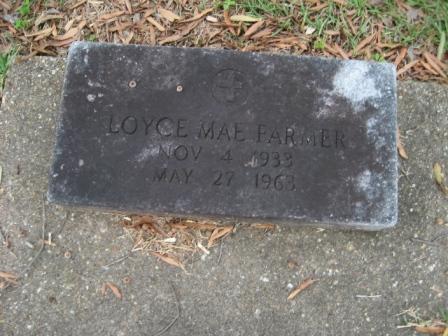 LOYCE MAE FARMER
NOV 4 1933
MAY 27 1963